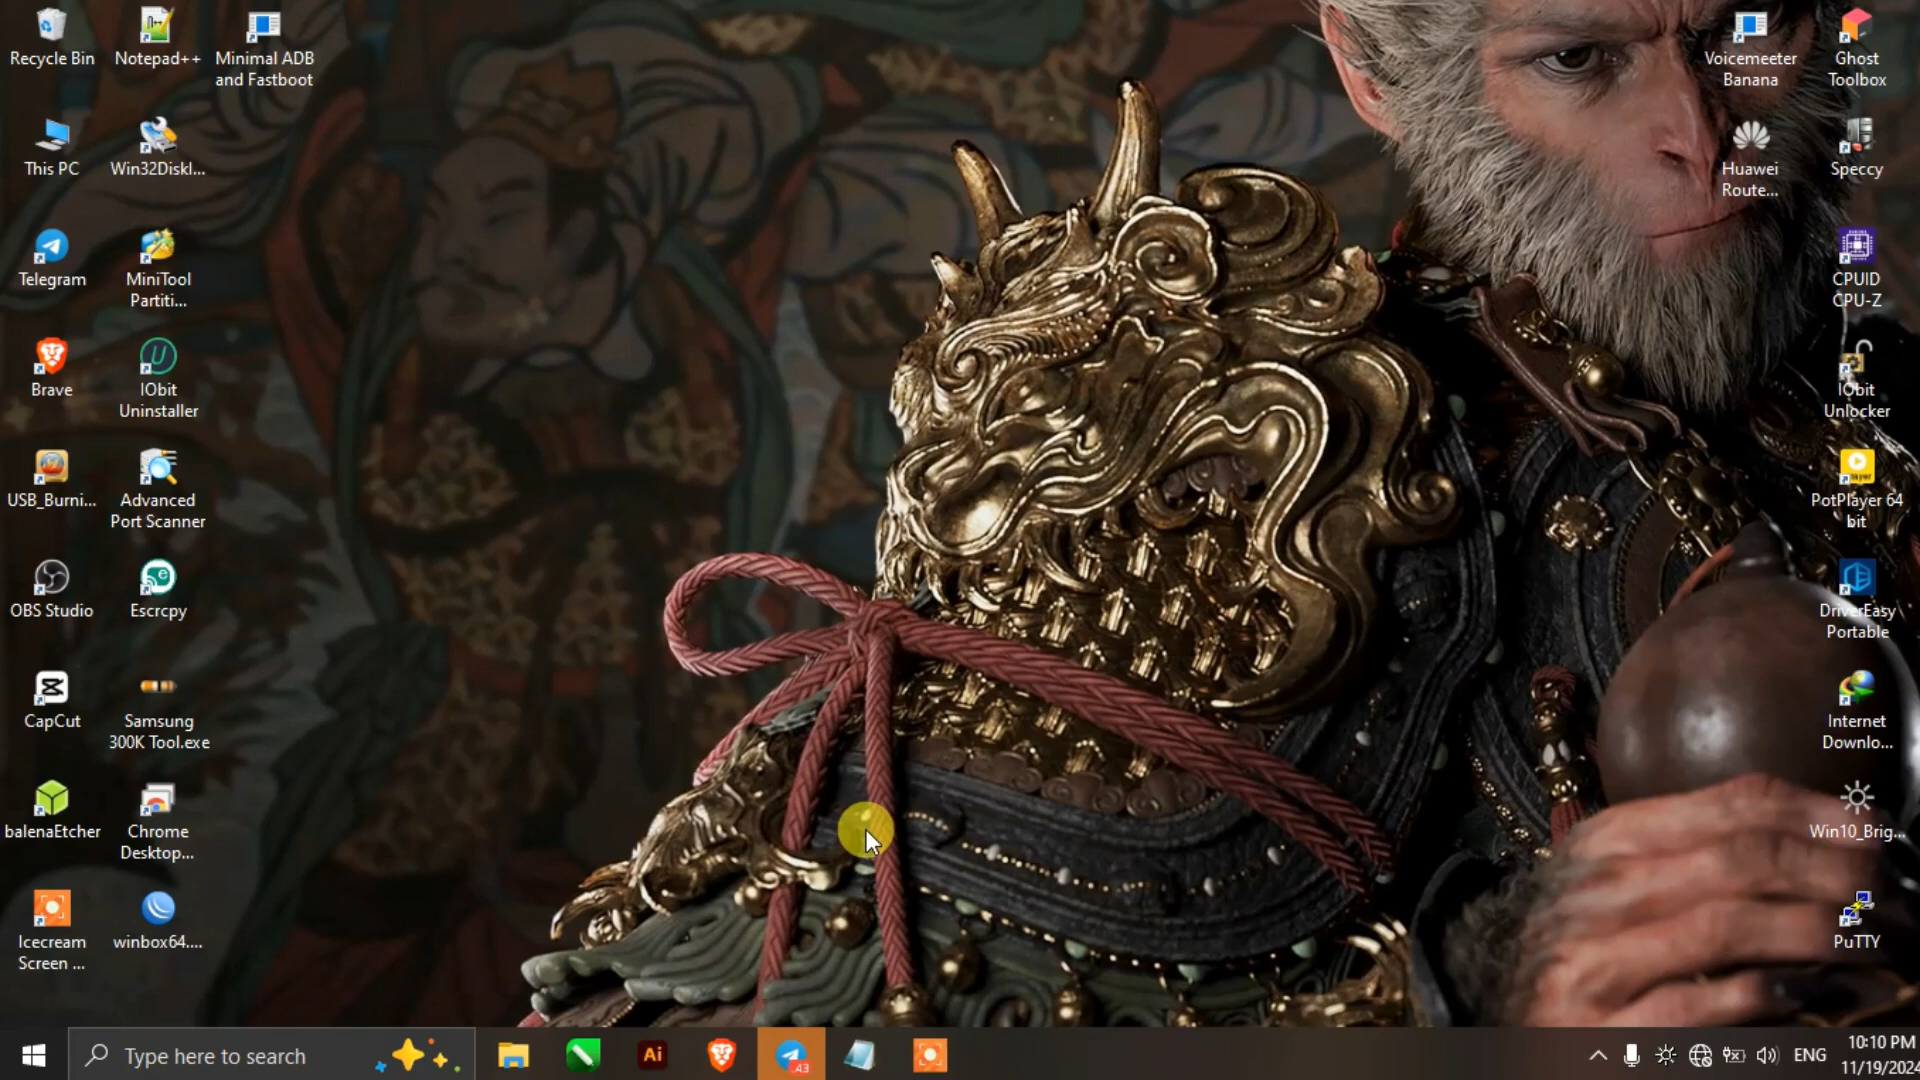 Recycle Bin
Notepad++
Minimal ADB
and Fastboot
This PC
Win32DiskI...
Telegram
MiniTool
Partiti...
Brave
IObit
Uninstaller
USB_Burni...
Advanced
Port Scanner
OBS Studio
Escrcpy
CapCut
Samsung
300K Tool.exe
balenaEtcher
Chrome
Desktop...
Icecream
Screen ...
winbox64....
Voicemeeter
Banana
Ghost
Toolbox
Huawei
Route...
Speccy
CPUID
CPU-Z
IObit
Unlocker
PotPlayer 64
bit
DriverEasy
Portable
Internet
Downlo...
Win10_Brig...
PuTTY
Type here to search
Ai
43
ENG
10:10 PM
11/19/2024